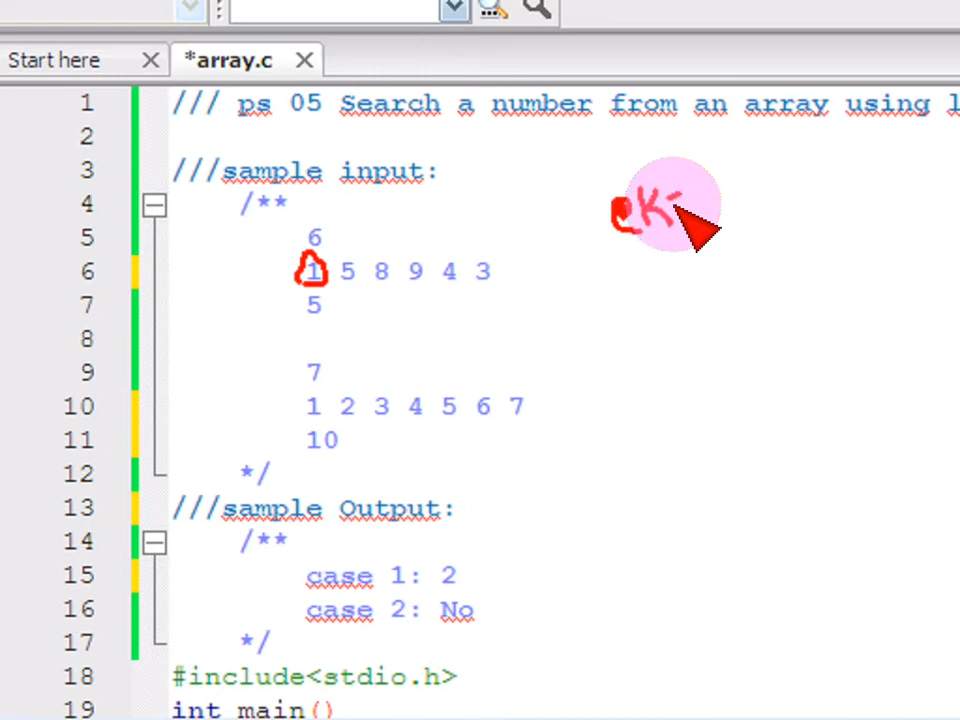 Start here
*array.c
1 /// ps 05 Search a number from an array using
2
3 ///sample input:
4 /**
5 6
6 1 5 8 9 4 3
7 5
8
9 7
10 1 2 3 4 5 6 7
11 10
12 */
13 ///sample Output:
14 /**
15 case 1: 2
16 case 2: No
17 */
18 #include<stdio.h>
19 int main()